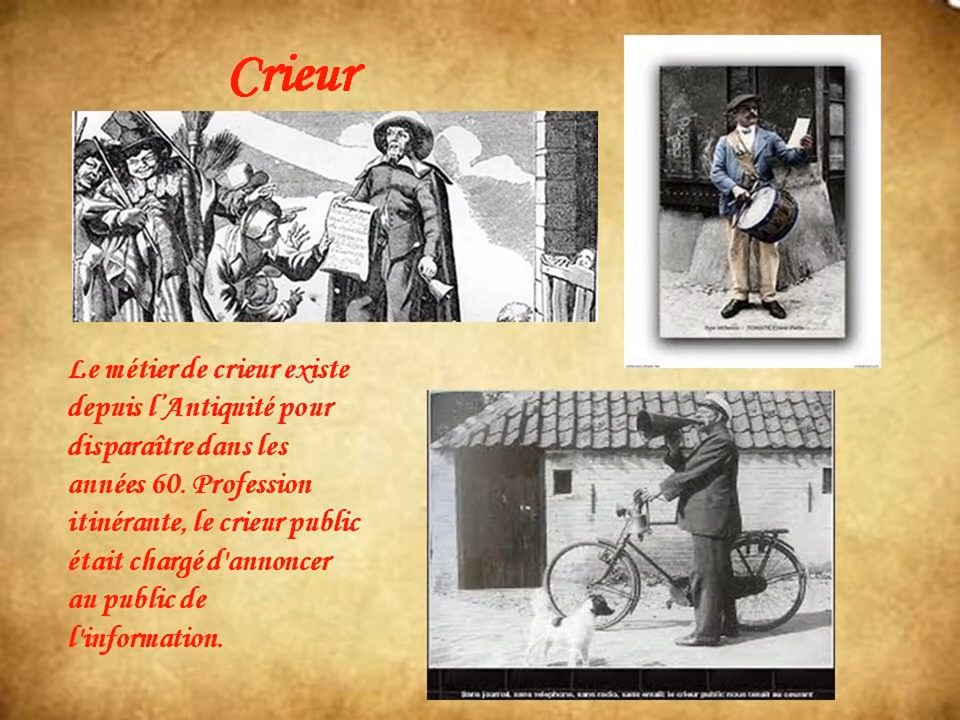 Crieur
Le métier de crieur existe
depuis l'Antiquité pour
disparaître dans les
années 60. Profession
itinérante, le crieur public
était chargé d'annoncer
au public de
l'information.
Sans journal, sans telephone, sans radio, sans email: le crieur public nous tenait au courant